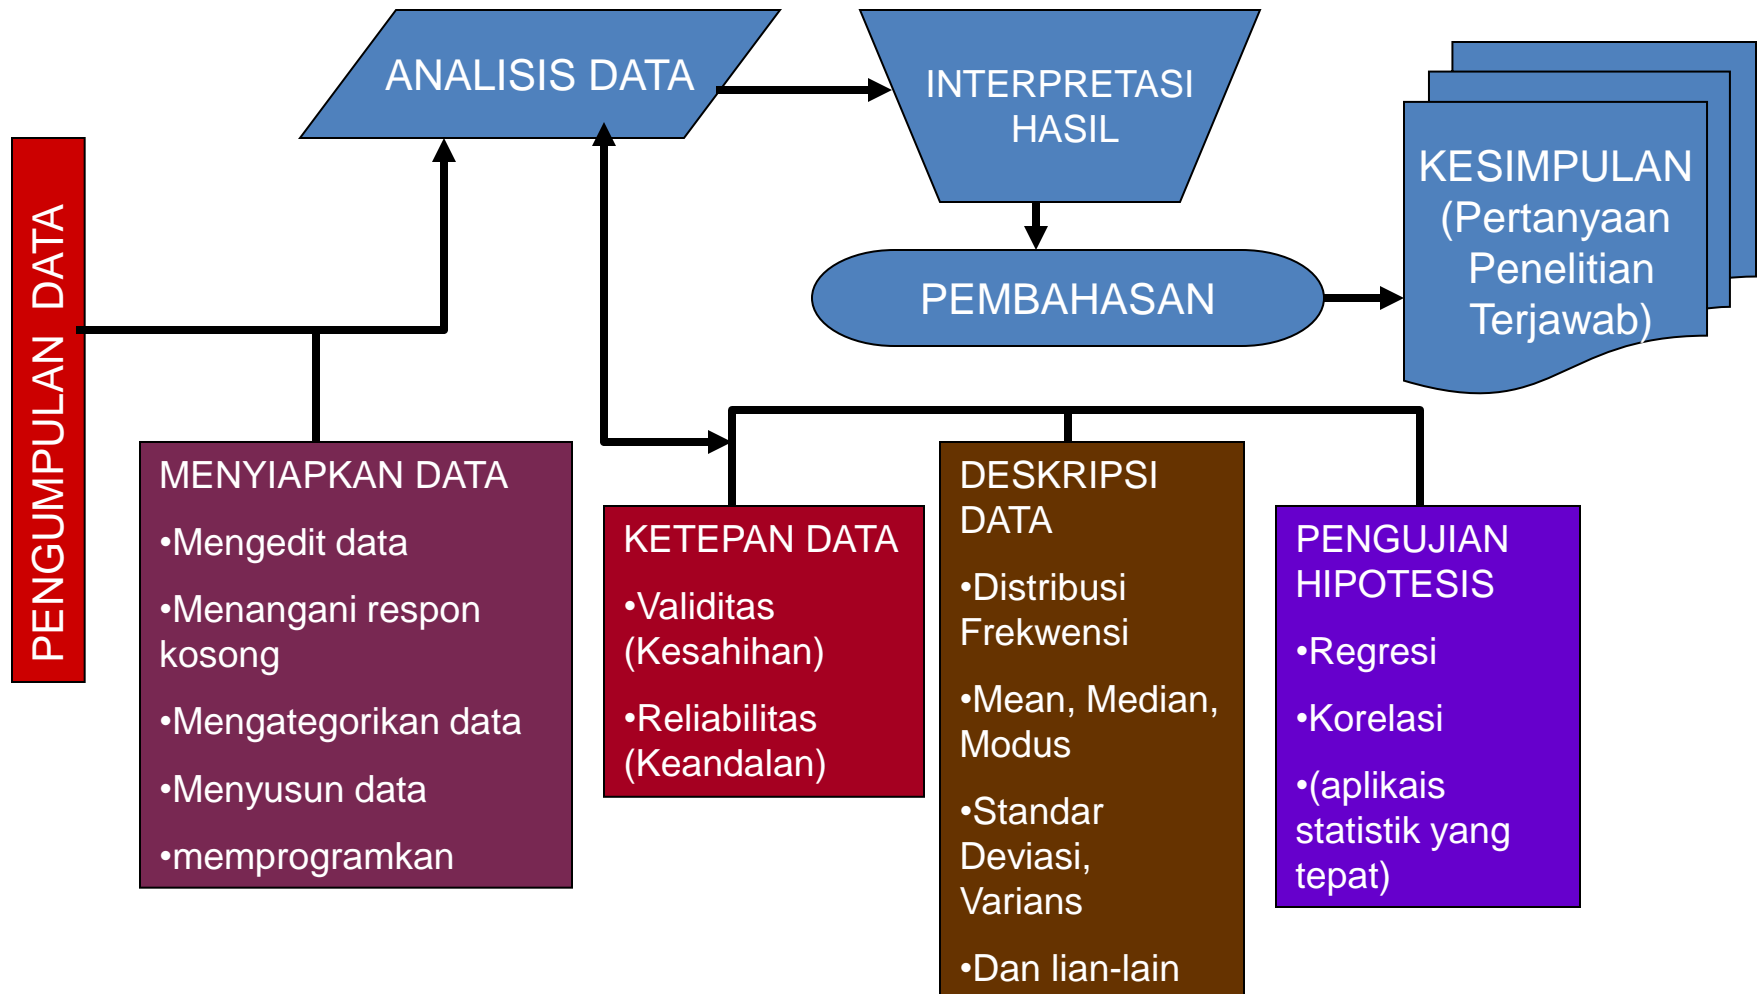 PENGUMPULAN DATA
ANALISIS DATA
INTERPRETASI
HASIL
PEMBAHASAN
KESIMPULAN
(Pertanyaan
Penelitian
Terjawab)
MENYIAPKAN DATA
•Mengedit data
•Menangani respon
kosong
•Mengategorikan data
•Menyusun data
•memprogramkan
KETEPAN DATA
•Validitas
(Kesahihan)
•Reliabilitas
(Keandalan)
DESKRIPSI
DATA
•Distribusi
Frekwensi
•Mean, Median,
Modus
•Standar
Deviasi,
Varians
•Dan lian-lain
PENGUJIAN
HIPOTESIS
•Regresi
•Korelasi
•(aplikais
statistik yang
tepat)